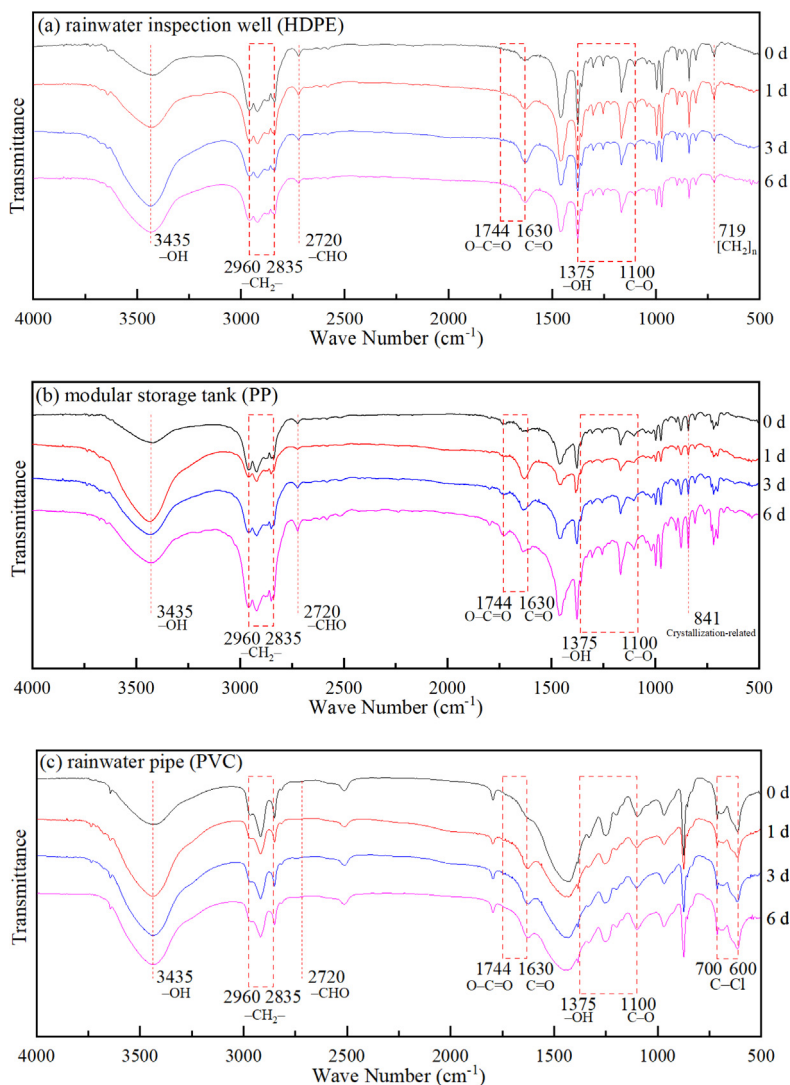 (a) rainwater inspection well (HDPE)
0 d
1 d
3 d
6 d
Transmittance
3435
–OH
2960 2835
–CH₂–
2720
–CHO
1744 1630
O–C=O C=O
1375 1100
–OH C–O
719
[CH₂]ₙ
4000 3500 3000 2500 2000 1500 1000 500
Wave Number (cm⁻¹)
(b) modular storage tank (PP)
0 d
1 d
3 d
6 d
Transmittance
3435
–OH
2960 2835
–CH₂–
2720
–CHO
1744 1630
O–C=O C=O
1375 1100
–OH C–O
841
Crystallization-related
4000 3500 3000 2500 2000 1500 1000 500
Wave Number (cm⁻¹)
(c) rainwater pipe (PVC)
0 d
1 d
3 d
6 d
Transmittance
3435
–OH
2960 2835
–CH₂–
2720
–CHO
1744 1630
O–C=O C=O
1375 1100
–OH C–O
700 600
C–Cl
4000 3500 3000 2500 2000 1500 1000 500
Wave Number (cm⁻¹)